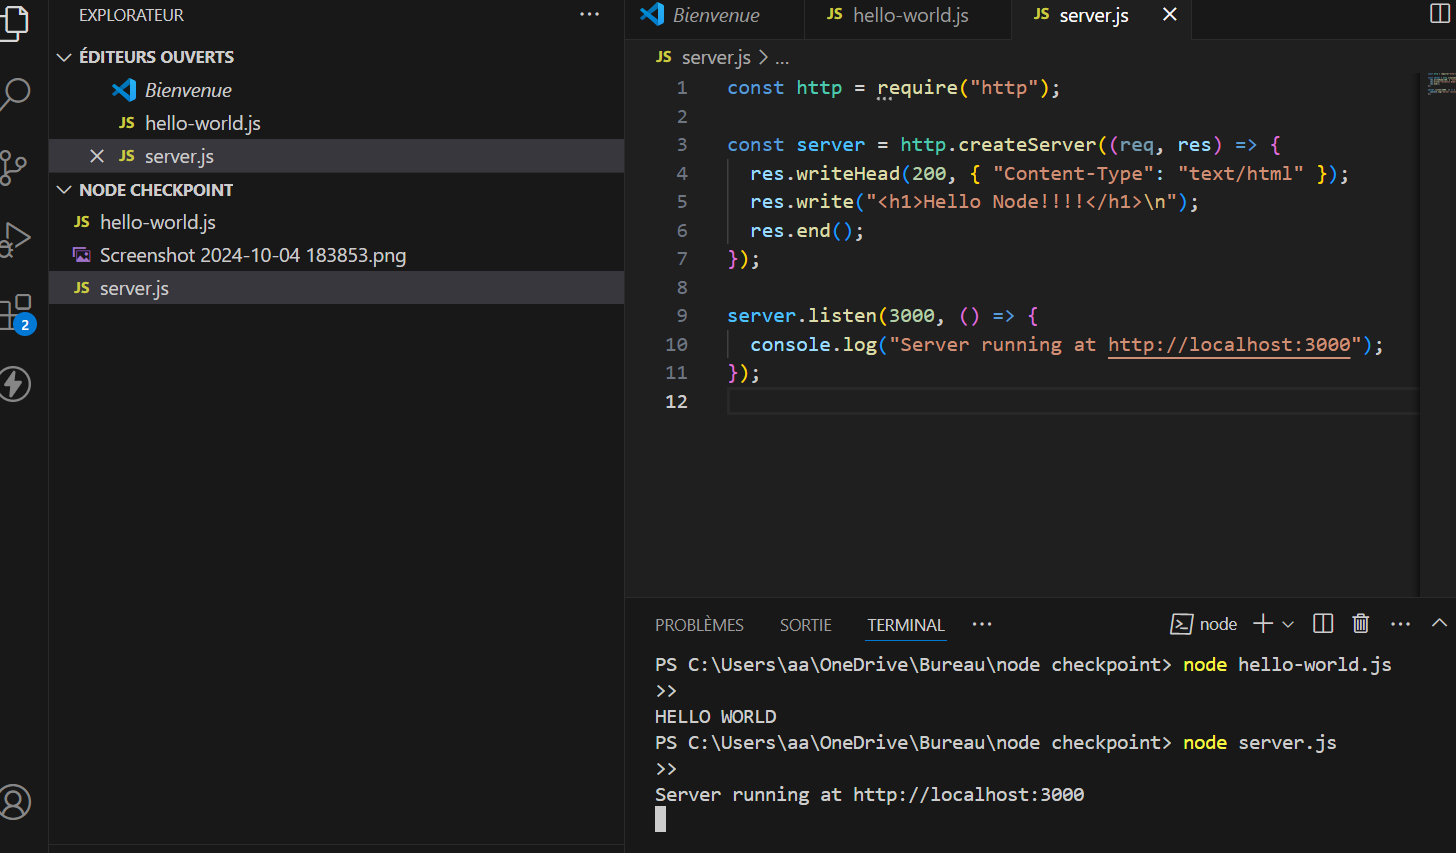 EXPLORATEUR
ÉDITEURS OUVERTS
Bienvenue
JS hello-world.js
JS server.js
NODE CHECKPOINT
JS hello-world.js
Screenshot 2024-10-04 183853.png
JS server.js
2
Bienvenue JS hello-world.js JS server.js
JS server.js > ...
1 const http = require("http");
2
3 const server = http.createServer((req, res) => {
4 res.writeHead(200, { "Content-Type": "text/html" });
5 res.write("<h1>Hello Node!!!!</h1>\n");
6 res.end();
7 });
8
9 server.listen(3000, () => {
10 console.log("Server running at http://localhost:3000");
11 });
12
PROBLÈMES SORTIE TERMINAL ··· node
PS C:\Users\aa\OneDrive\Bureau\node checkpoint> node hello-world.js
>>
HELLO WORLD
PS C:\Users\aa\OneDrive\Bureau\node checkpoint> node server.js
>>
Server running at http://localhost:3000